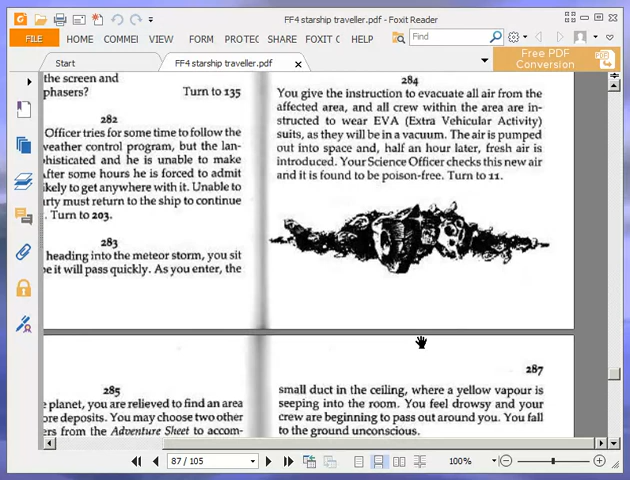 FF4 starship traveller.pdf - Foxit Reader
FILE HOME COMMEI FORM PROTEC SHARE FOXIT C HELP Find
Start FF4 starship traveller.pdf
Free PDF
Conversion
the screen and
phasers? Turn to 135
282
Officer tries for some time to follow the
weather control program, but the lan-
phisticated and he is unable to make
After some hours he is forced to admit
ikely to get anywhere with it. Unable to
rty must return to the ship to continue
. Turn to 203.
283
heading into the meteor storm, you sit
e it will pass quickly. As you enter, the
284
You give the instruction to evacuate all air from the
affected area, and all crew within the area are in-
structed to wear EVA (Extra Vehicular Activity)
suits, as they will be in a vacuum. The air is pumped
out into space and, half an hour later, fresh air is
introduced. Your Science Officer checks this new air
and it is found to be poison-free. Turn to 11.
285
e planet, you are relieved to find an area
ore deposits. You may choose two other
ers from the Adventure Sheet to accom-
287
small duct in the ceiling, where a yellow vapour is
seeping into the room. You feel drowsy and your
crew are beginning to pass out around you. You fall
to the ground unconscious.
87 / 105 100%